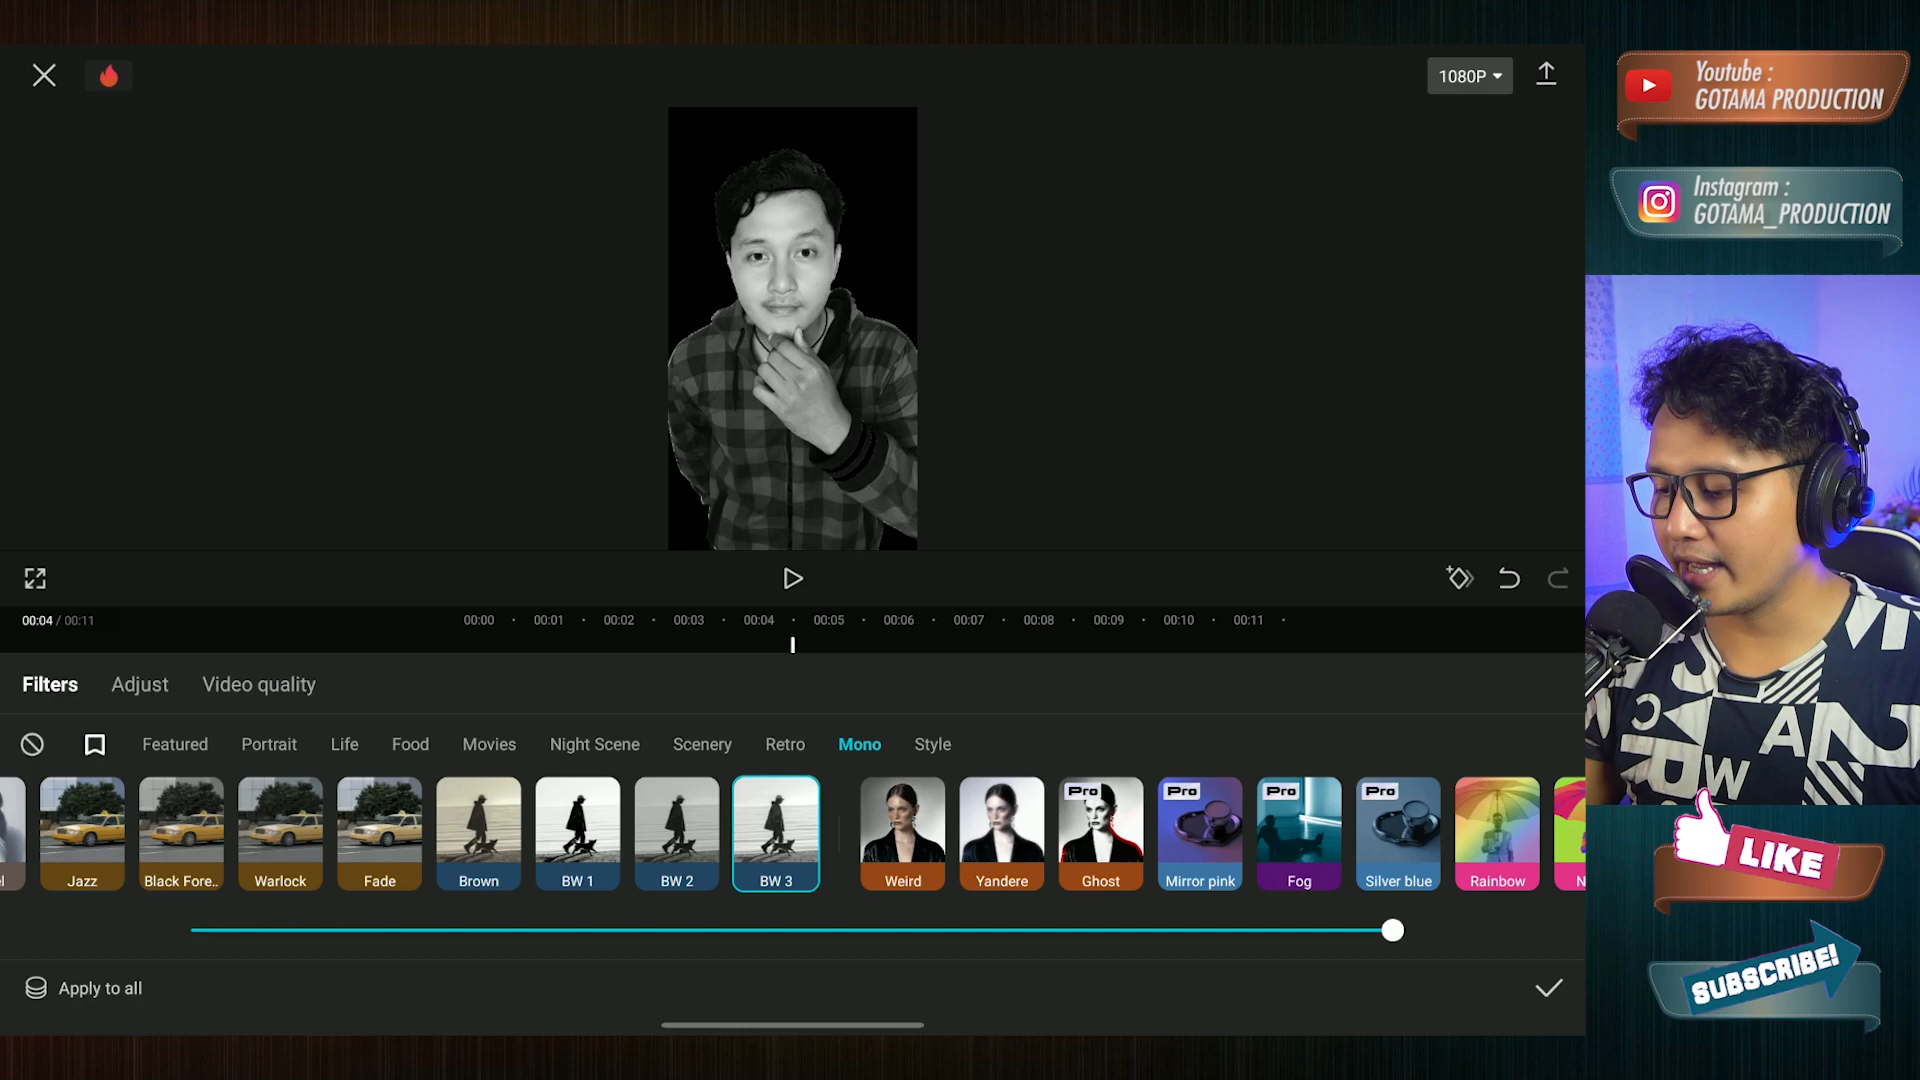 1080P
Youtube :
GOTAMA PRODUCTION
Instagram :
GOTAMA_PRODUCTION
00:04 / 00:11
00:00 00:01 00:02 00:03 00:04 00:05 00:06 00:07 00:08 00:09 00:10 00:11
Filters Adjust Video quality
Featured Portrait Life Food Movies Night Scene Scenery Retro Mono Style
Pro Pro Pro Pro
Jazz Black Fore.. Warlock Fade Brown BW 1 BW 2 BW 3 Weird Yandere Ghost Mirror pink Fog Silver blue Rainbow N
Apply to all
LIKE
SUBSCRIBE!